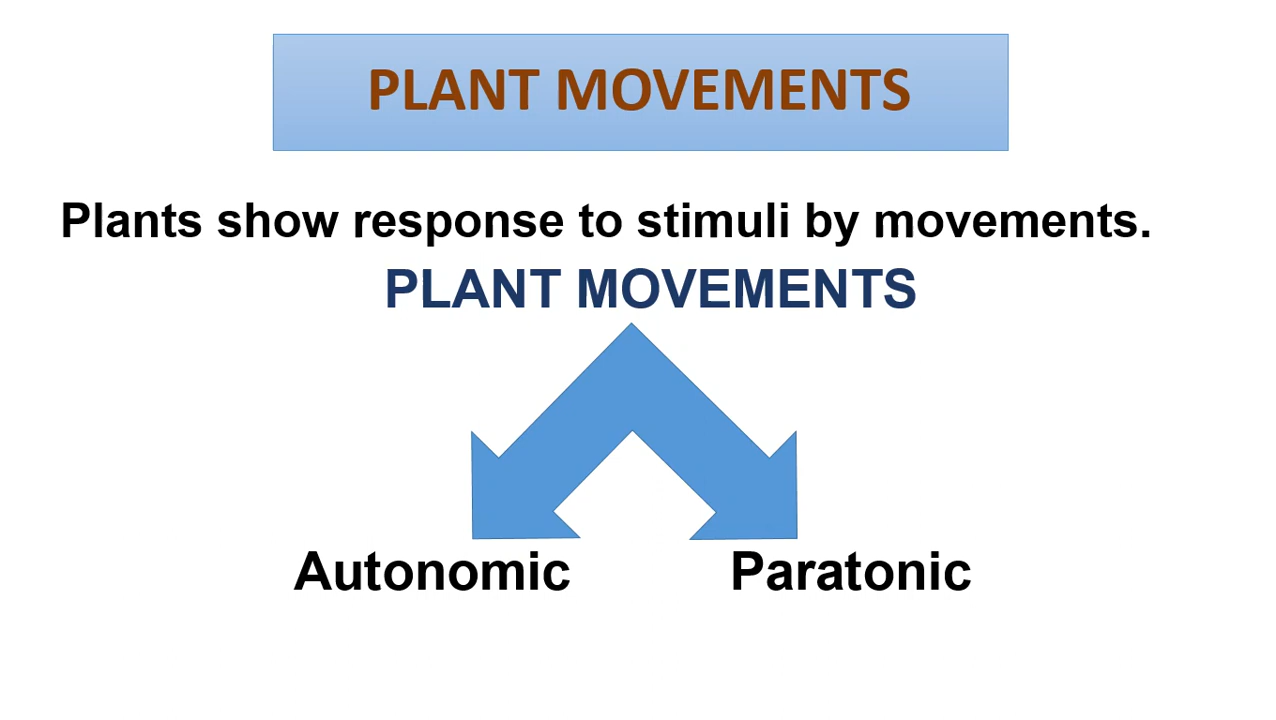 PLANT MOVEMENTS
Plants show response to stimuli by movements.
PLANT MOVEMENTS
Autonomic Paratonic